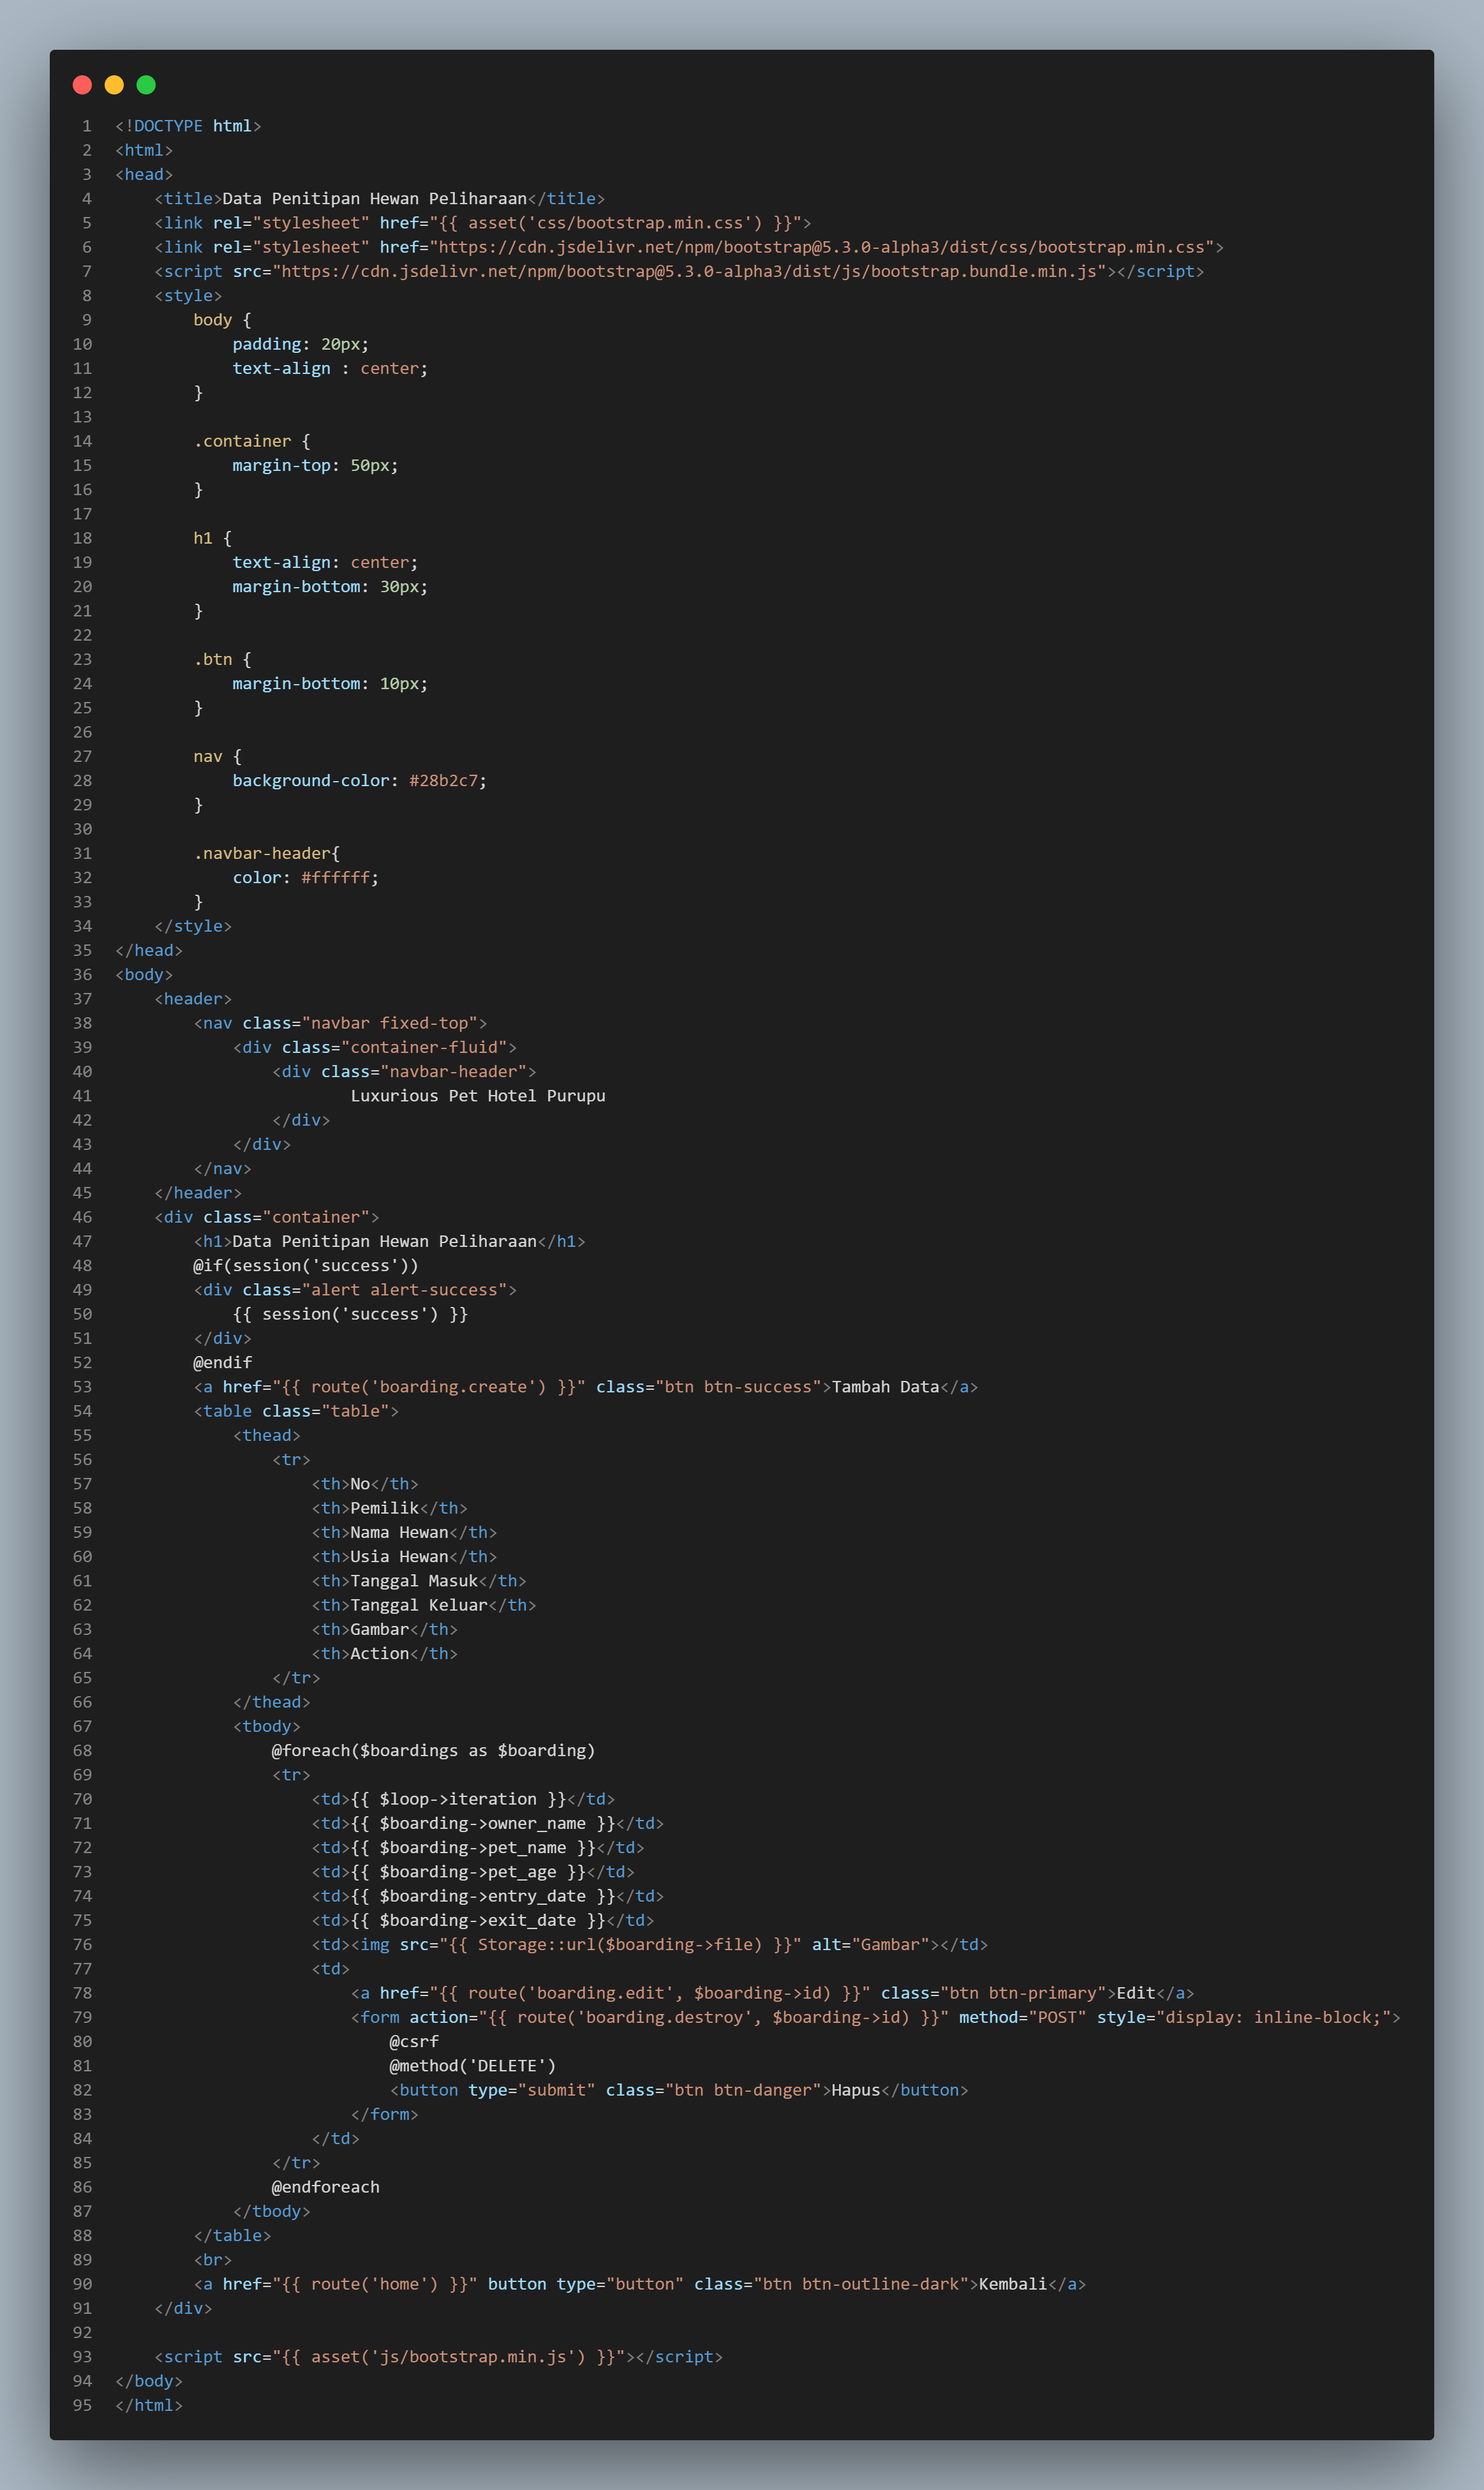 1 <!DOCTYPE html>
2 <html>
3 <head>
4     <title>Data Penitipan Hewan Peliharaan</title>
5     <link rel="stylesheet" href="{{ asset('css/bootstrap.min.css') }}">
6     <link rel="stylesheet" href="https://cdn.jsdelivr.net/npm/bootstrap@5.3.0-alpha3/dist/css/bootstrap.min.css">
7     <script src="https://cdn.jsdelivr.net/npm/bootstrap@5.3.0-alpha3/dist/js/bootstrap.bundle.min.js"></script>
8     <style>
9         body {
10             padding: 20px;
11             text-align : center;
12         }
13
14         .container {
15             margin-top: 50px;
16         }
17
18         h1 {
19             text-align: center;
20             margin-bottom: 30px;
21         }
22
23         .btn {
24             margin-bottom: 10px;
25         }
26
27         nav {
28             background-color: #28b2c7;
29         }
30
31         .navbar-header{
32             color: #ffffff;
33         }
34     </style>
35 </head>
36 <body>
37     <header>
38         <nav class="navbar fixed-top">
39             <div class="container-fluid">
40                 <div class="navbar-header">
41                         Luxurious Pet Hotel Purupu
42                 </div>
43             </div>
44         </nav>
45     </header>
46     <div class="container">
47         <h1>Data Penitipan Hewan Peliharaan</h1>
48         @if(session('success'))
49         <div class="alert alert-success">
50             {{ session('success') }}
51         </div>
52         @endif
53         <a href="{{ route('boarding.create') }}" class="btn btn-success">Tambah Data</a>
54         <table class="table">
55             <thead>
56                 <tr>
57                     <th>No</th>
58                     <th>Pemilik</th>
59                     <th>Nama Hewan</th>
60                     <th>Usia Hewan</th>
61                     <th>Tanggal Masuk</th>
62                     <th>Tanggal Keluar</th>
63                     <th>Gambar</th>
64                     <th>Action</th>
65                 </tr>
66             </thead>
67             <tbody>
68                 @foreach($boardings as $boarding)
69                 <tr>
70                     <td>{{ $loop->iteration }}</td>
71                     <td>{{ $boarding->owner_name }}</td>
72                     <td>{{ $boarding->pet_name }}</td>
73                     <td>{{ $boarding->pet_age }}</td>
74                     <td>{{ $boarding->entry_date }}</td>
75                     <td>{{ $boarding->exit_date }}</td>
76                     <td><img src="{{ Storage::url($boarding->file) }}" alt="Gambar"></td>
77                     <td>
78                         <a href="{{ route('boarding.edit', $boarding->id) }}" class="btn btn-primary">Edit</a>
79                         <form action="{{ route('boarding.destroy', $boarding->id) }}" method="POST" style="display: inline-block;">
80                             @csrf
81                             @method('DELETE')
82                             <button type="submit" class="btn btn-danger">Hapus</button>
83                         </form>
84                     </td>
85                 </tr>
86                 @endforeach
87             </tbody>
88         </table>
89         <br>
90         <a href="{{ route('home') }}" button type="button" class="btn btn-outline-dark">Kembali</a>
91     </div>
92
93     <script src="{{ asset('js/bootstrap.min.js') }}"></script>
94 </body>
95 </html>